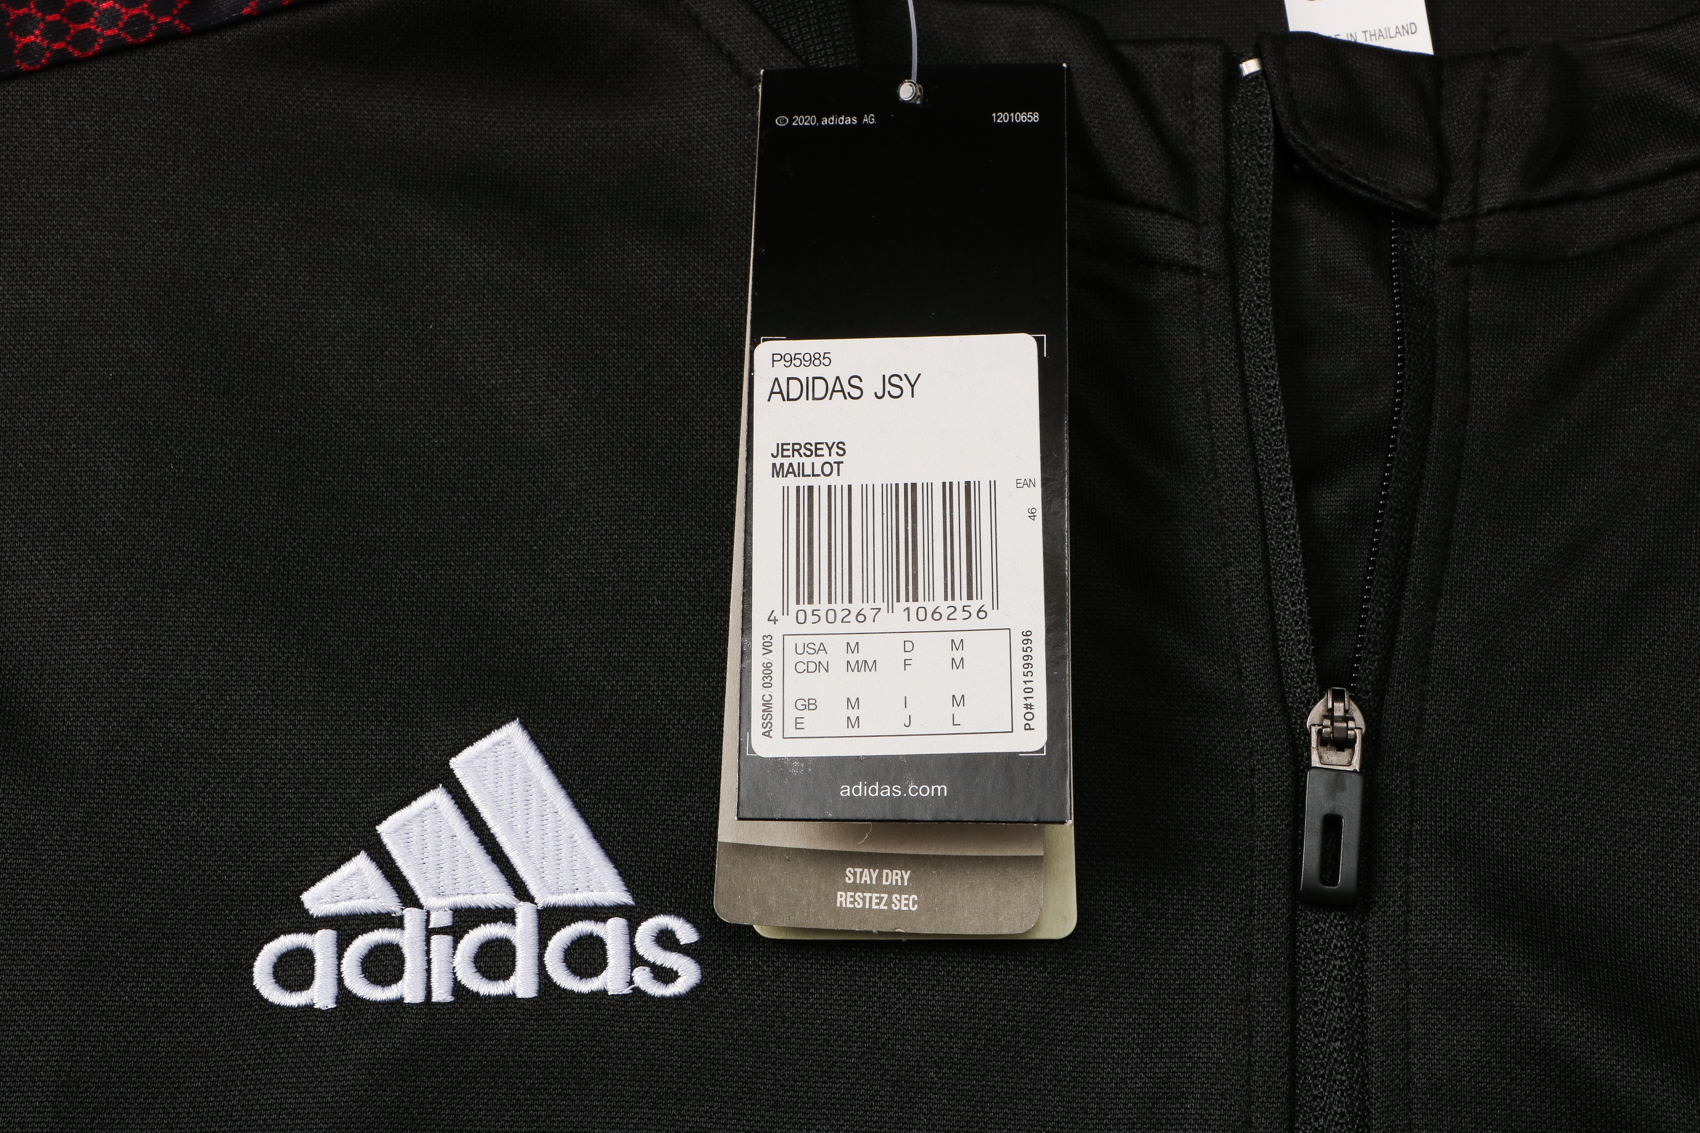 IN THAILAND
© 2020, adidas AG.
12010658
P95985
ADIDAS JSY
JERSEYS
MAILLOT
EAN
46
4 050267 106256
ASSMC 0306 V03
USA M D M
CDN M/M F M
GB M I M
E M J L
PO#101599596
adidas.com
STAY DRY
RESTEZ SEC
adidas